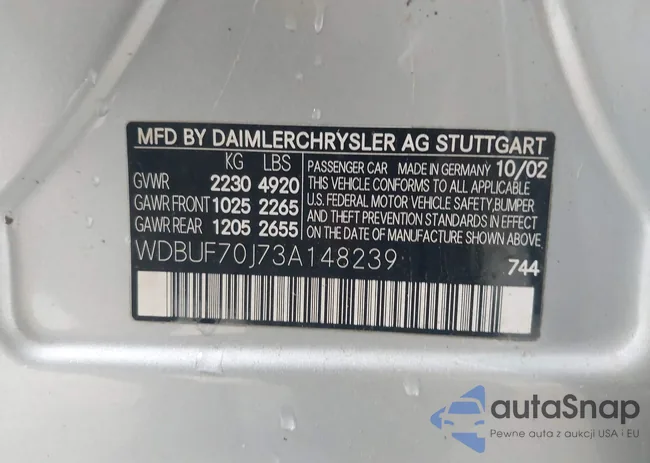 MFD BY DAIMLERCHRYSLER AG STUTTGART
KG LBS
GVWR 2230 4920
GAWR FRONT 1025 2265
GAWR REAR 1205 2655
PASSENGER CAR MADE IN GERMANY 10/02
THIS VEHICLE CONFORMS TO ALL APPLICABLE
U.S. FEDERAL MOTOR VEHICLE SAFETY,BUMPER
AND THEFT PREVENTION STANDARDS IN EFFECT
ON THE DATE OF MANUFACTURE SHOWN ABOVE.
WDBUF70J73A148239
744
autoSnap
Pewne auta z aukcji USA i EU